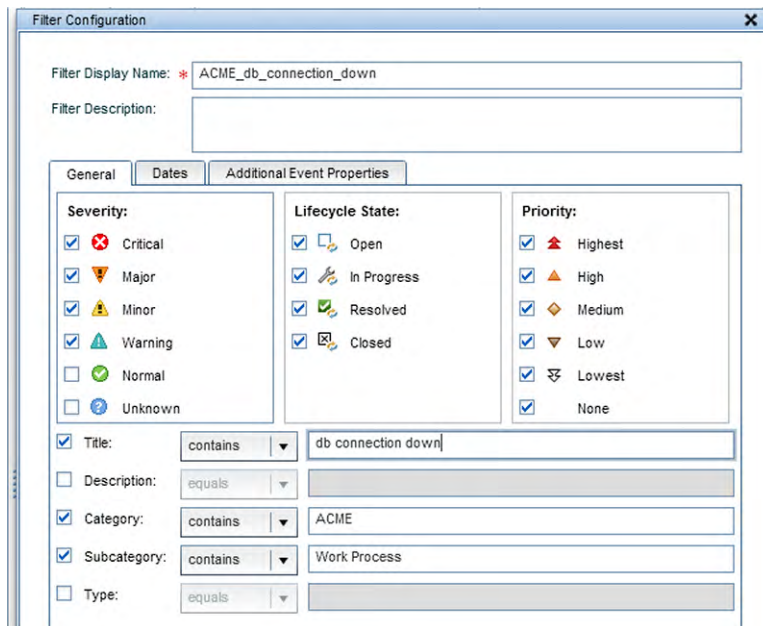 Filter Configuration
Filter Display Name: * ACME_db_connection_down
Filter Description:
General Dates Additional Event Properties
Severity: Lifecycle State: Priority:
Critical Open Highest
Major In Progress High
Minor Resolved Medium
Warning Closed Low
Normal Lowest
Unknown None
Title: contains db connection down
Description: equals
Category: contains ACME
Subcategory: contains Work Process
Type: equals